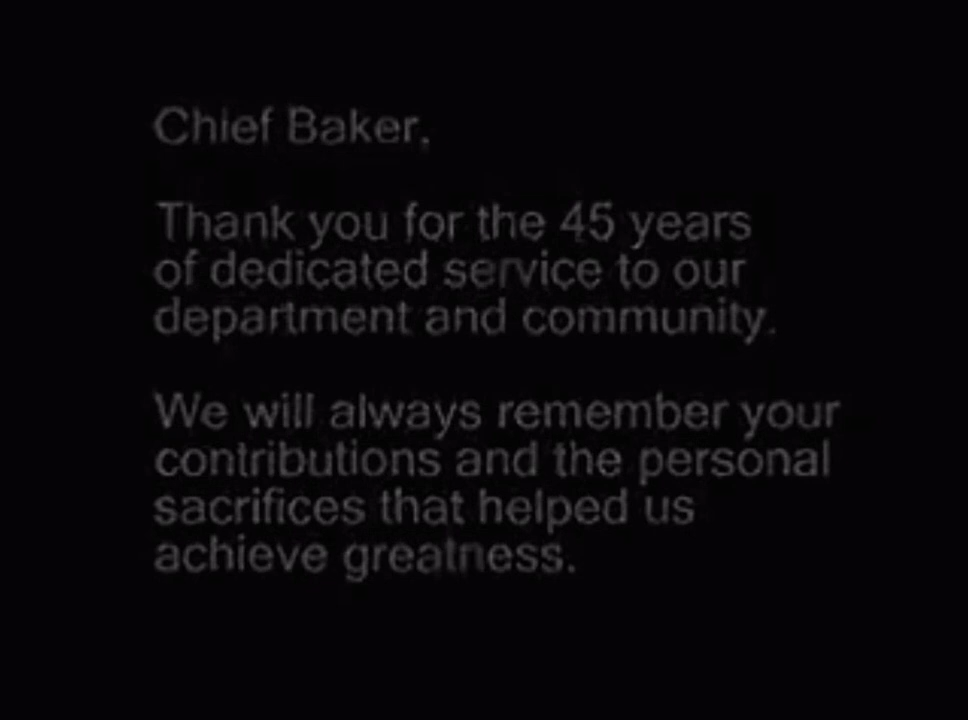 Chief Baker,
Thank you for the 45 years
of dedicated service to our
department and community.
We will always remember your
contributions and the personal
sacrifices that helped us
achieve greatness.